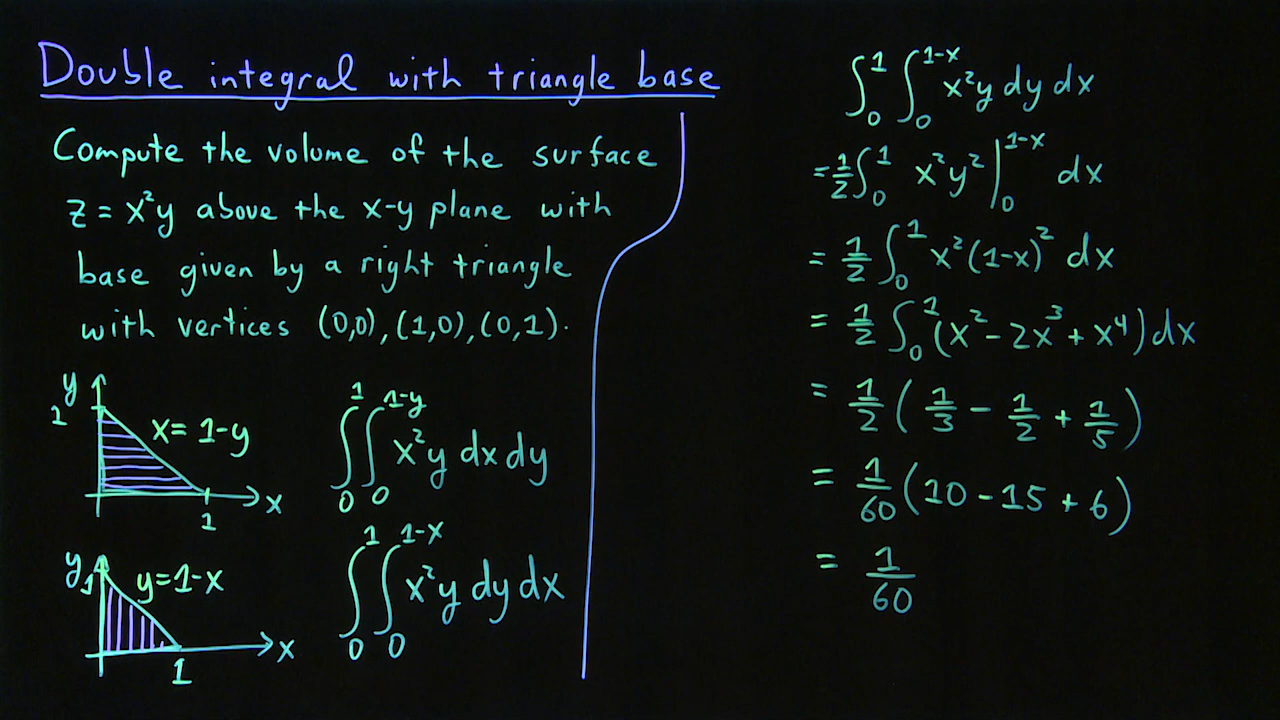 Double integral with triangle base
Compute the volume of the surface
z = x²y above the x-y plane with
base given by a right triangle
with vertices (0,0), (1,0), (0,1).
y
1
x = 1-y
x
1
∫₀¹ ∫₀^(1-y) x²y dx dy
y
1
y = 1-x
x
1
∫₀¹ ∫₀^(1-x) x²y dy dx
∫₀¹ ∫₀^(1-x) x²y dy dx
= 1/2 ∫₀¹ x²y² |₀^(1-x) dx
= 1/2 ∫₀¹ x²(1-x)² dx
= 1/2 ∫₀¹ (x² - 2x³ + x⁴) dx
= 1/2 (1/3 - 1/2 + 1/5)
= 1/60 (10 - 15 + 6)
= 1/60